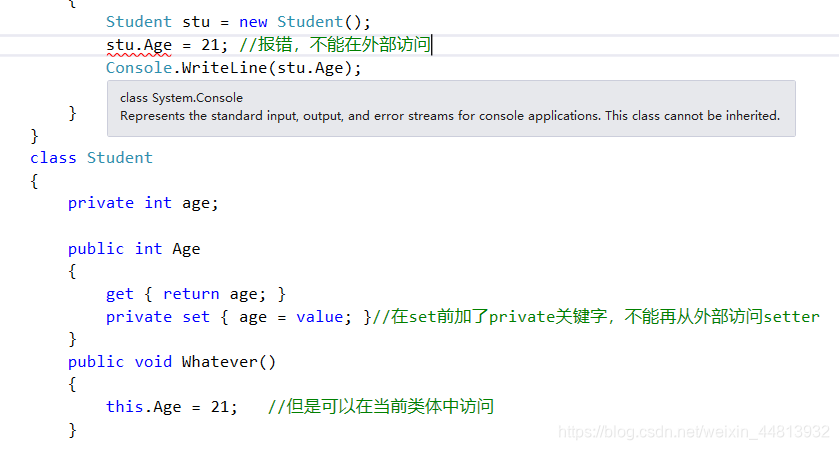 {
Student stu = new Student();
stu.Age = 21; //报错，不能在外部访问
Console.WriteLine(stu.Age);
class System.Console
Represents the standard input, output, and error streams for console applications. This class cannot be inherited.
}
}
class Student
{
private int age;
public int Age
{
get { return age; }
private set { age = value; }//在set前加了private关键字，不能再从外部访问setter
}
public void Whatever()
{
this.Age = 21;   //但是可以在当前类体中访问
}
https://blog.csdn.net/weixin_44813932